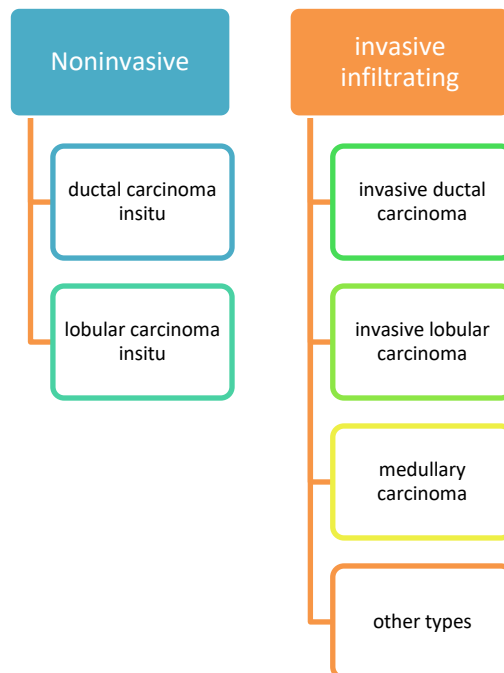 Noninvasive
ductal carcinoma
insitu
lobular carcinoma
insitu
invasive
infiltrating
invasive ductal
carcinoma
invasive lobular
carcinoma
medullary
carcinoma
other types